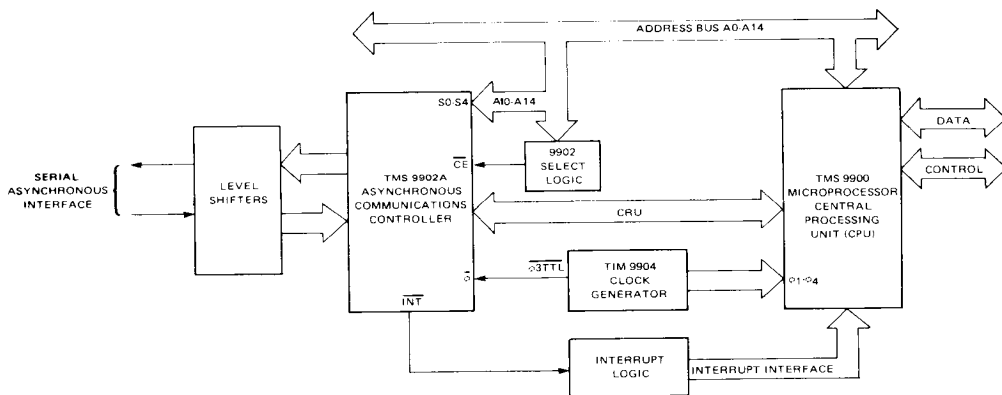 ADDRESS BUS A0-A14
S0-S4
A10-A14
9902
SELECT
LOGIC
CE
DATA
CONTROL
SERIAL
ASYNCHRONOUS
INTERFACE
LEVEL
SHIFTERS
TMS 9902A
ASYNCHRONOUS
COMMUNICATIONS
CONTROLLER
TMS 9900
MICROPROCESSOR
CENTRAL
PROCESSING
UNIT (CPU)
CRU
φ
φ3TTL
TIM 9904
CLOCK
GENERATOR
φ1-φ4
INT
INTERRUPT
LOGIC
INTERRUPT INTERFACE